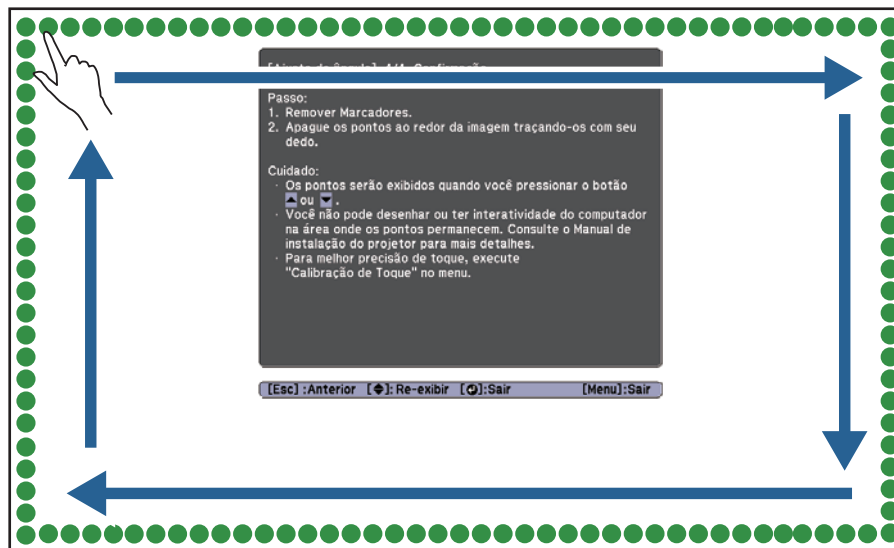 Passo:
1. Remover Marcadores.
2. Apague os pontos ao redor da imagem traçando-os com seu
dedo.
Cuidado:
· Os pontos serão exibidos quando você pressionar o botão
ou .
· Você não pode desenhar ou ter interatividade do computador
na área onde os pontos permanecem. Consulte o Manual de
instalação do projetor para mais detalhes.
· Para melhor precisão de toque, execute
"Calibração de Toque" no menu.
[Esc] :Anterior [ ]: Re-exibir [ ]:Sair [Menu]:Sair